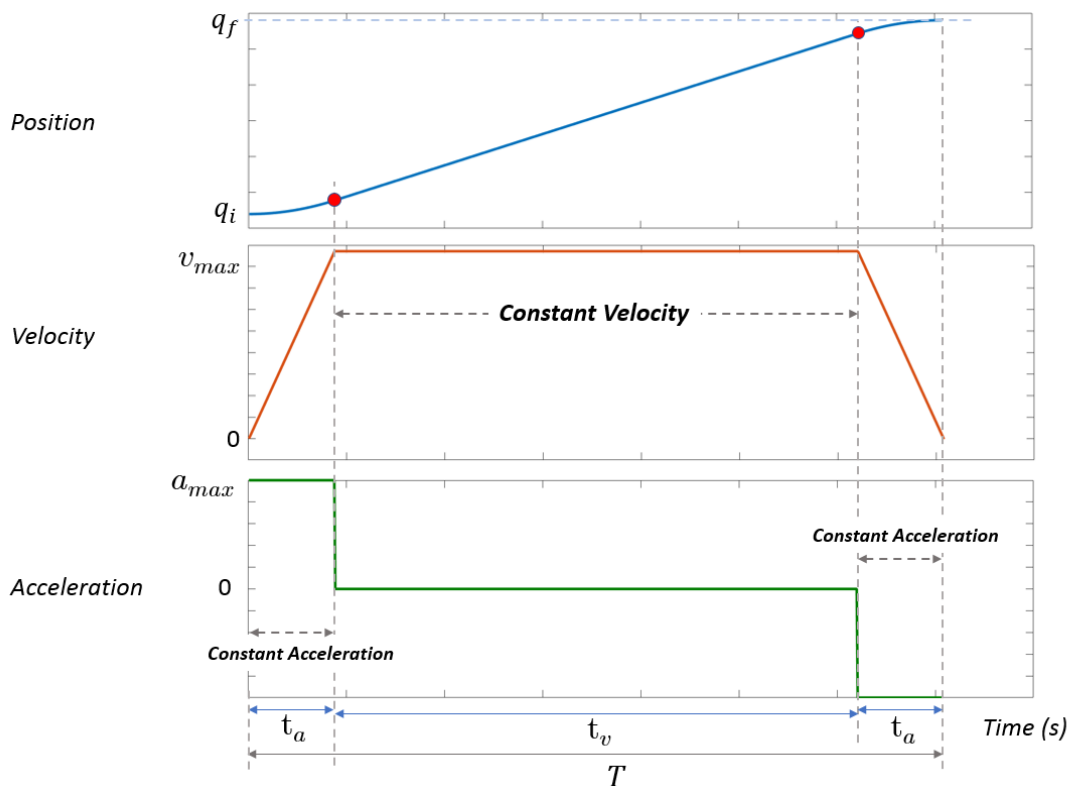 q_f
Position
q_i
v_max
Constant Velocity
Velocity
0
a_max
Constant Acceleration
Acceleration
0
Constant Acceleration
t_a
t_v
t_a
Time (s)
T